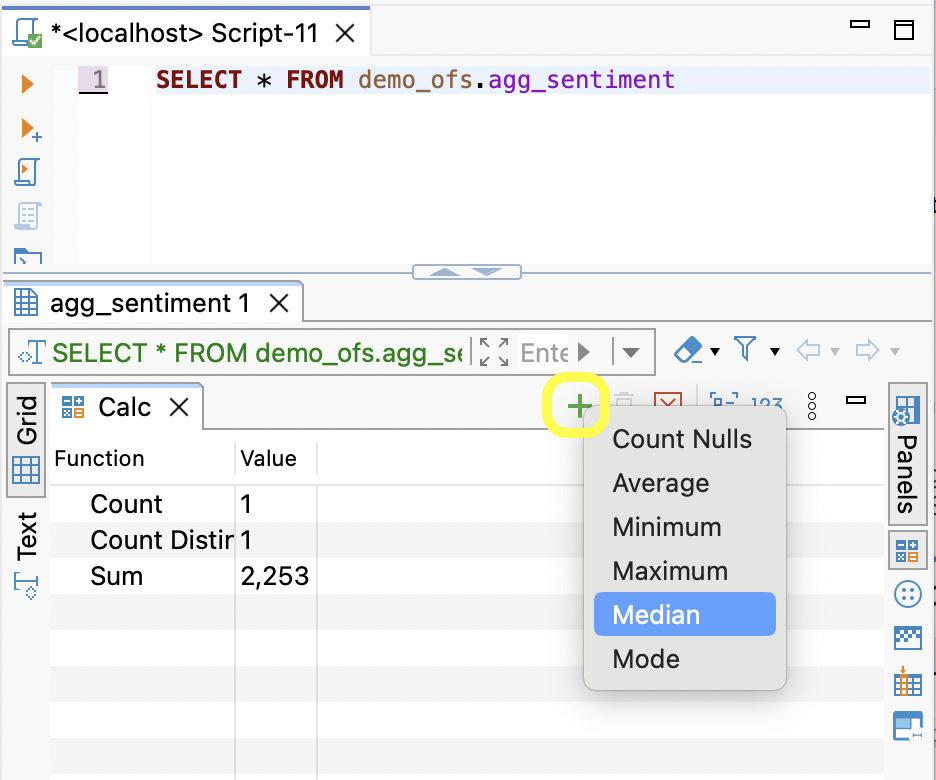 *<localhost> Script-11
1 SELECT * FROM demo_ofs.agg_sentiment
agg_sentiment 1
SELECT * FROM demo_ofs.agg_se Ente
Grid
Text
Calc
123
Function Value
Count 1
Count Distin 1
Sum 2,253
Count Nulls
Average
Minimum
Maximum
Median
Mode
Panels